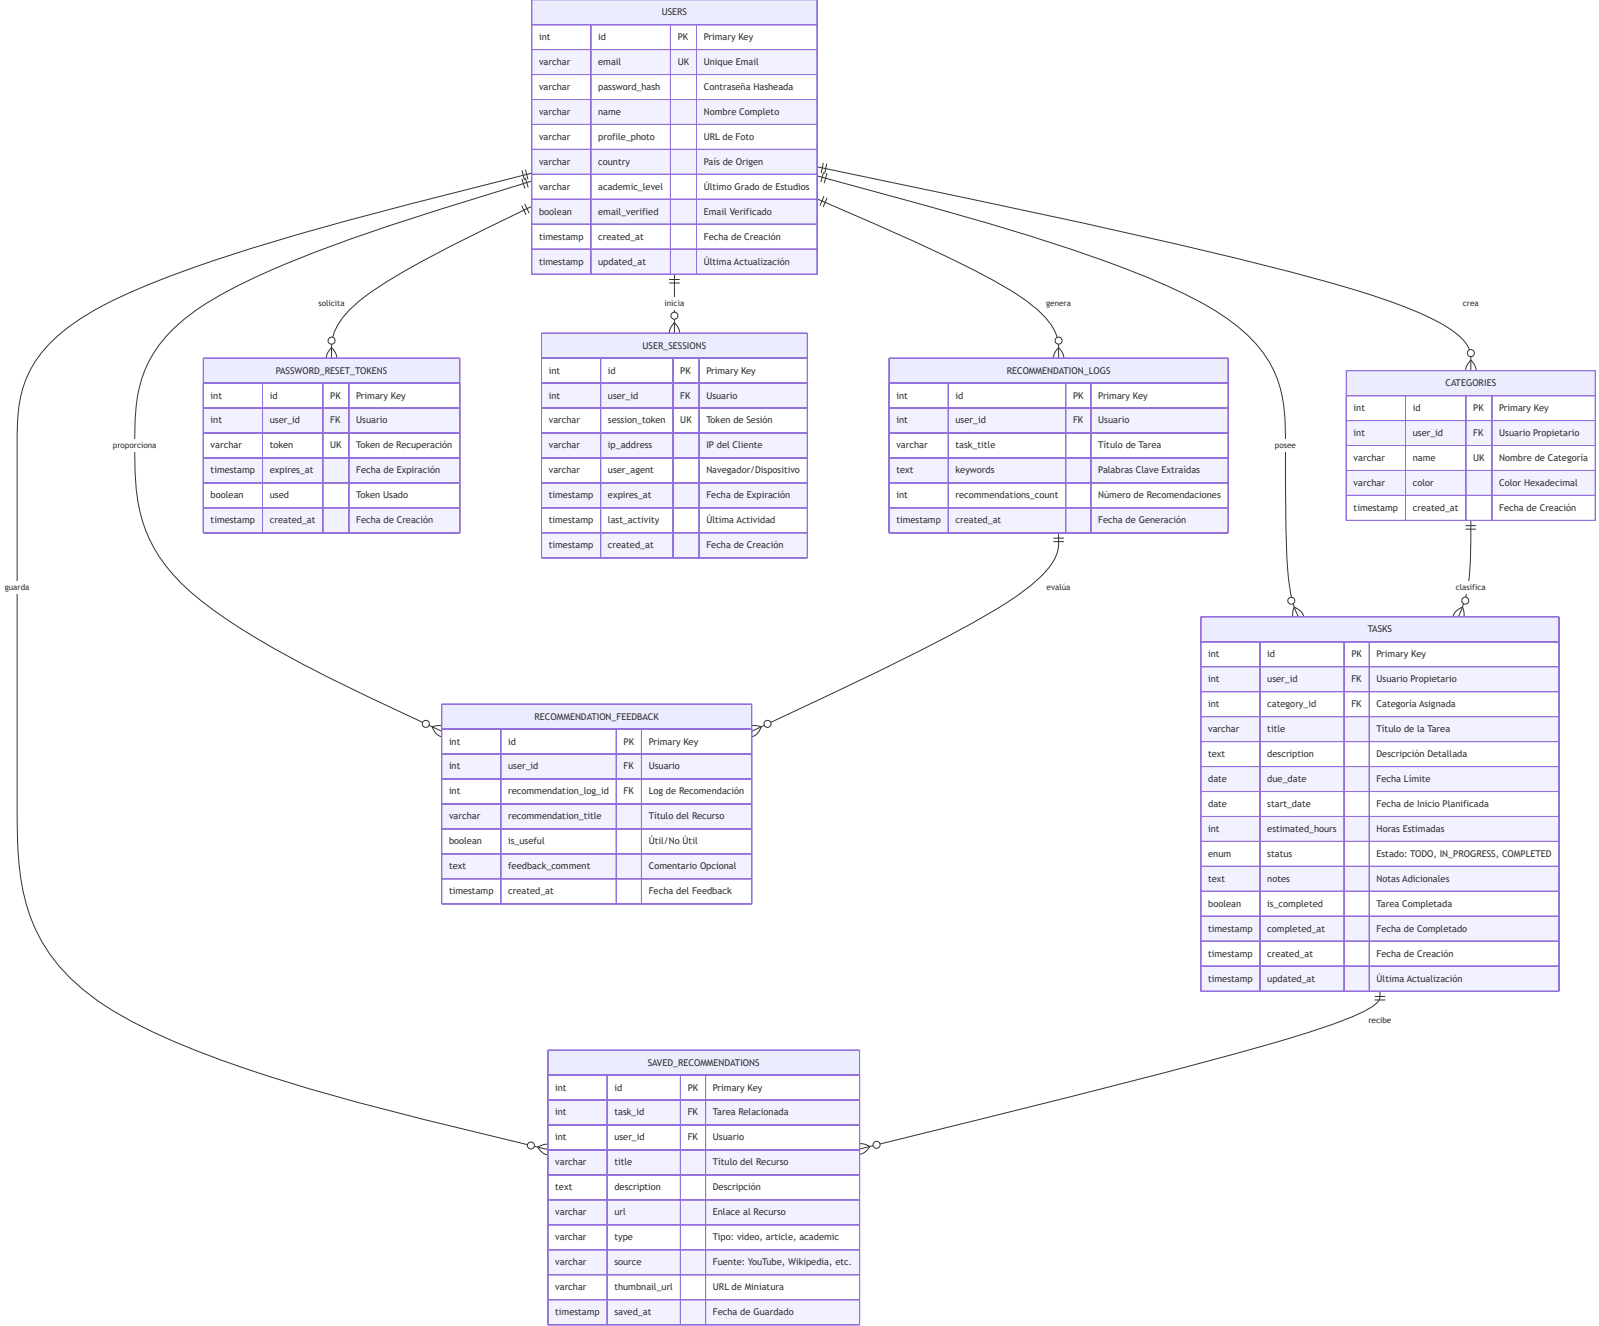 USERS
int id PK Primary Key
varchar email UK Unique Email
varchar password_hash Contraseña Hasheada
varchar name Nombre Completo
varchar profile_photo URL de Foto
varchar country País de Origen
varchar academic_level Último Grado de Estudios
boolean email_verified Email Verificado
timestamp created_at Fecha de Creación
timestamp updated_at Última Actualización
solicita
inicia
genera
crea
PASSWORD_RESET_TOKENS
int id PK Primary Key
int user_id FK Usuario
varchar token UK Token de Recuperación
timestamp expires_at Fecha de Expiración
boolean used Token Usado
timestamp created_at Fecha de Creación
USER_SESSIONS
int id PK Primary Key
int user_id FK Usuario
varchar session_token UK Token de Sesión
varchar ip_address IP del Cliente
varchar user_agent Navegador/Dispositivo
timestamp expires_at Fecha de Expiración
timestamp last_activity Última Actividad
timestamp created_at Fecha de Creación
RECOMMENDATION_LOGS
int id PK Primary Key
int user_id FK Usuario
varchar task_title Título de Tarea
text keywords Palabras Clave Extraídas
int recommendations_count Número de Recomendaciones
timestamp created_at Fecha de Generación
CATEGORIES
int id PK Primary Key
int user_id FK Usuario Propietario
varchar name UK Nombre de Categoría
varchar color Color Hexadecimal
timestamp created_at Fecha de Creación
proporciona
posee
guarda
evalúa
clasifica
TASKS
int id PK Primary Key
int user_id FK Usuario Propietario
int category_id FK Categoría Asignada
varchar title Título de la Tarea
text description Descripción Detallada
date due_date Fecha Límite
date start_date Fecha de Inicio Planificada
int estimated_hours Horas Estimadas
enum status Estado: TODO, IN_PROGRESS, COMPLETED
text notes Notas Adicionales
boolean is_completed Tarea Completada
timestamp completed_at Fecha de Completado
timestamp created_at Fecha de Creación
timestamp updated_at Última Actualización
RECOMMENDATION_FEEDBACK
int id PK Primary Key
int user_id FK Usuario
int recommendation_log_id FK Log de Recomendación
varchar recommendation_title Título del Recurso
boolean is_useful Útil/No Útil
text feedback_comment Comentario Opcional
timestamp created_at Fecha del Feedback
recibe
SAVED_RECOMMENDATIONS
int id PK Primary Key
int task_id FK Tarea Relacionada
int user_id FK Usuario
varchar title Título del Recurso
text description Descripción
varchar url Enlace al Recurso
varchar type Tipo: video, article, academic
varchar source Fuente: YouTube, Wikipedia, etc.
varchar thumbnail_url URL de Miniatura
timestamp saved_at Fecha de Guardado